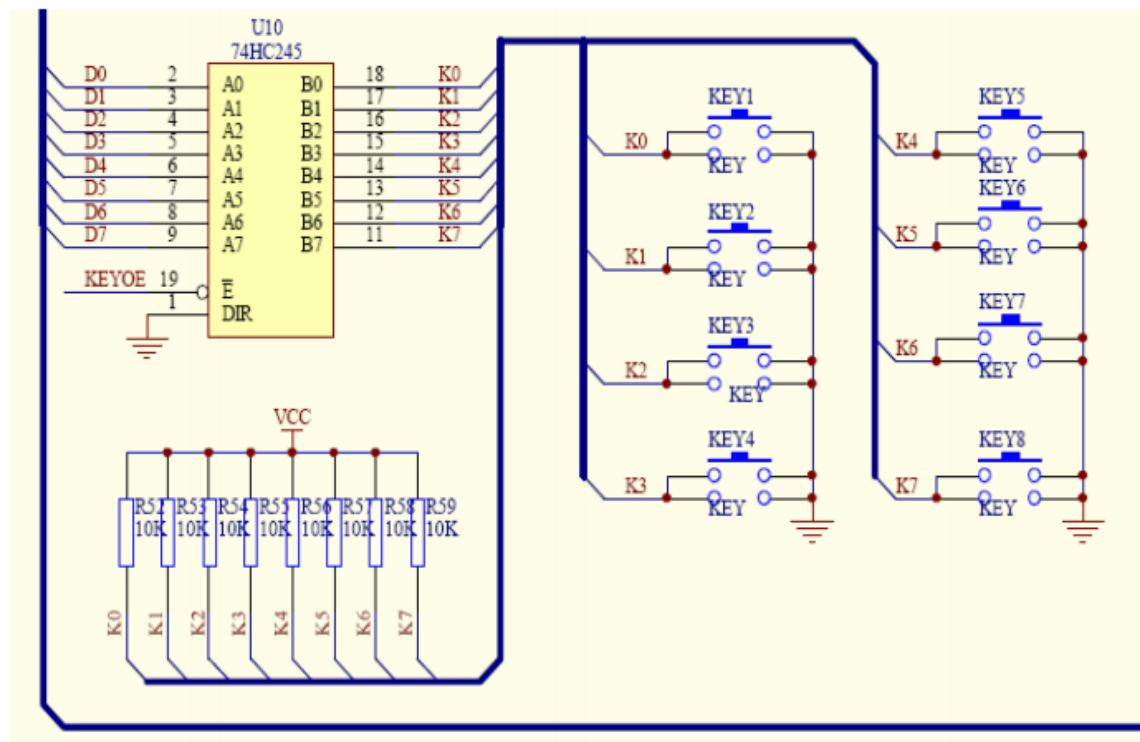 U10
74HC245
D0 2 A0 B0 18 K0
D1 3 A1 B1 17 K1
D2 4 A2 B2 16 K2
D3 5 A3 B3 15 K3
D4 6 A4 B4 14 K4
D5 7 A5 B5 13 K5
D6 8 A6 B6 12 K6
D7 9 A7 B7 11 K7
KEYOE 19 E
1 DIR
VCC
R52 R53 R54 R55 R56 R57 R58 R59
10K 10K 10K 10K 10K 10K 10K 10K
K0 K1 K2 K3 K4 K5 K6 K7
KEY1
K0
KEY
KEY2
K1
KEY
KEY3
K2
KEY
KEY4
K3
KEY
KEY5
K4
KEY
KEY6
K5
KEY
KEY7
K6
KEY
KEY8
K7
KEY